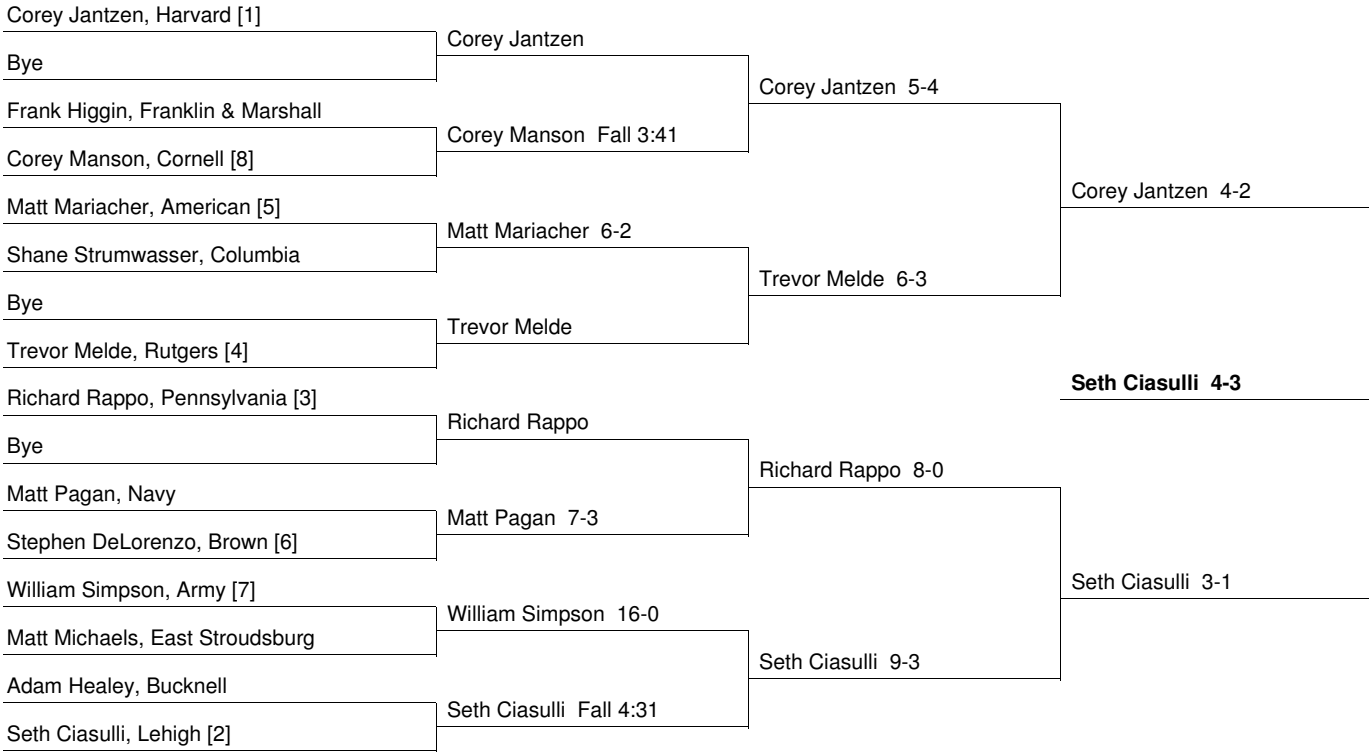 Corey Jantzen, Harvard [1]
Bye
Frank Higgin, Franklin & Marshall
Corey Manson, Cornell [8]
Matt Mariacher, American [5]
Shane Strumwasser, Columbia
Bye
Trevor Melde, Rutgers [4]
Richard Rappo, Pennsylvania [3]
Bye
Matt Pagan, Navy
Stephen DeLorenzo, Brown [6]
William Simpson, Army [7]
Matt Michaels, East Stroudsburg
Adam Healey, Bucknell
Seth Ciasulli, Lehigh [2]
Corey Jantzen
Corey Manson  Fall 3:41
Matt Mariacher  6-2
Trevor Melde
Richard Rappo
Matt Pagan  7-3
William Simpson  16-0
Seth Ciasulli  Fall 4:31
Corey Jantzen  5-4
Trevor Melde  6-3
Richard Rappo  8-0
Seth Ciasulli  9-3
Corey Jantzen  4-2
Seth Ciasulli  4-3
Seth Ciasulli  3-1